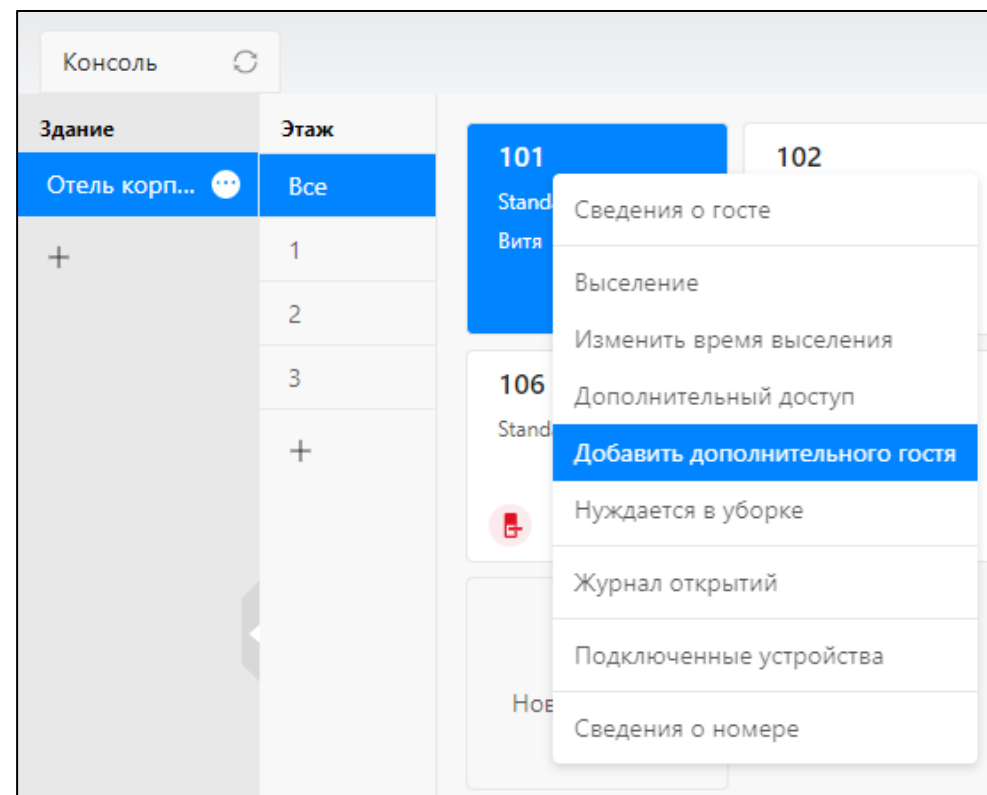 Консоль
Здание
Этаж
Отель корп...
Все
1
2
3
101
Stand
Витя
102
106
Stand
Нов
Сведения о госте
Выселение
Изменить время выселения
Дополнительный доступ
Добавить дополнительного гостя
Нуждается в уборке
Журнал открытий
Подключенные устройства
Сведения о номере